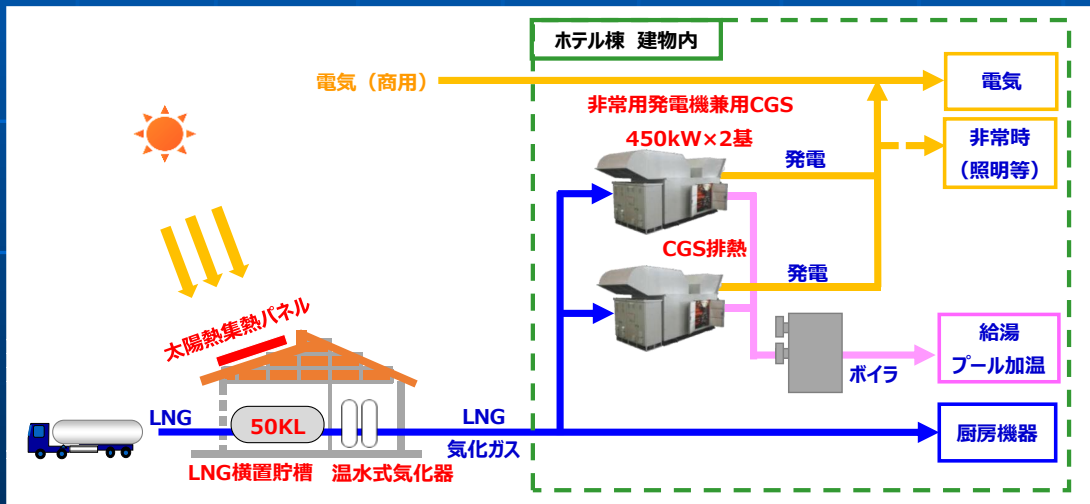 ホテル棟 建物内
電気（商用）
電気
非常用発電機兼用CGS
450kW×2基
発電
非常時
（照明等）
CGS排熱
発電
太陽熱集熱パネル
給湯
プール加温
ボイラ
LNG
50KL
LNG
気化ガス
厨房機器
LNG横置貯槽
温水式気化器